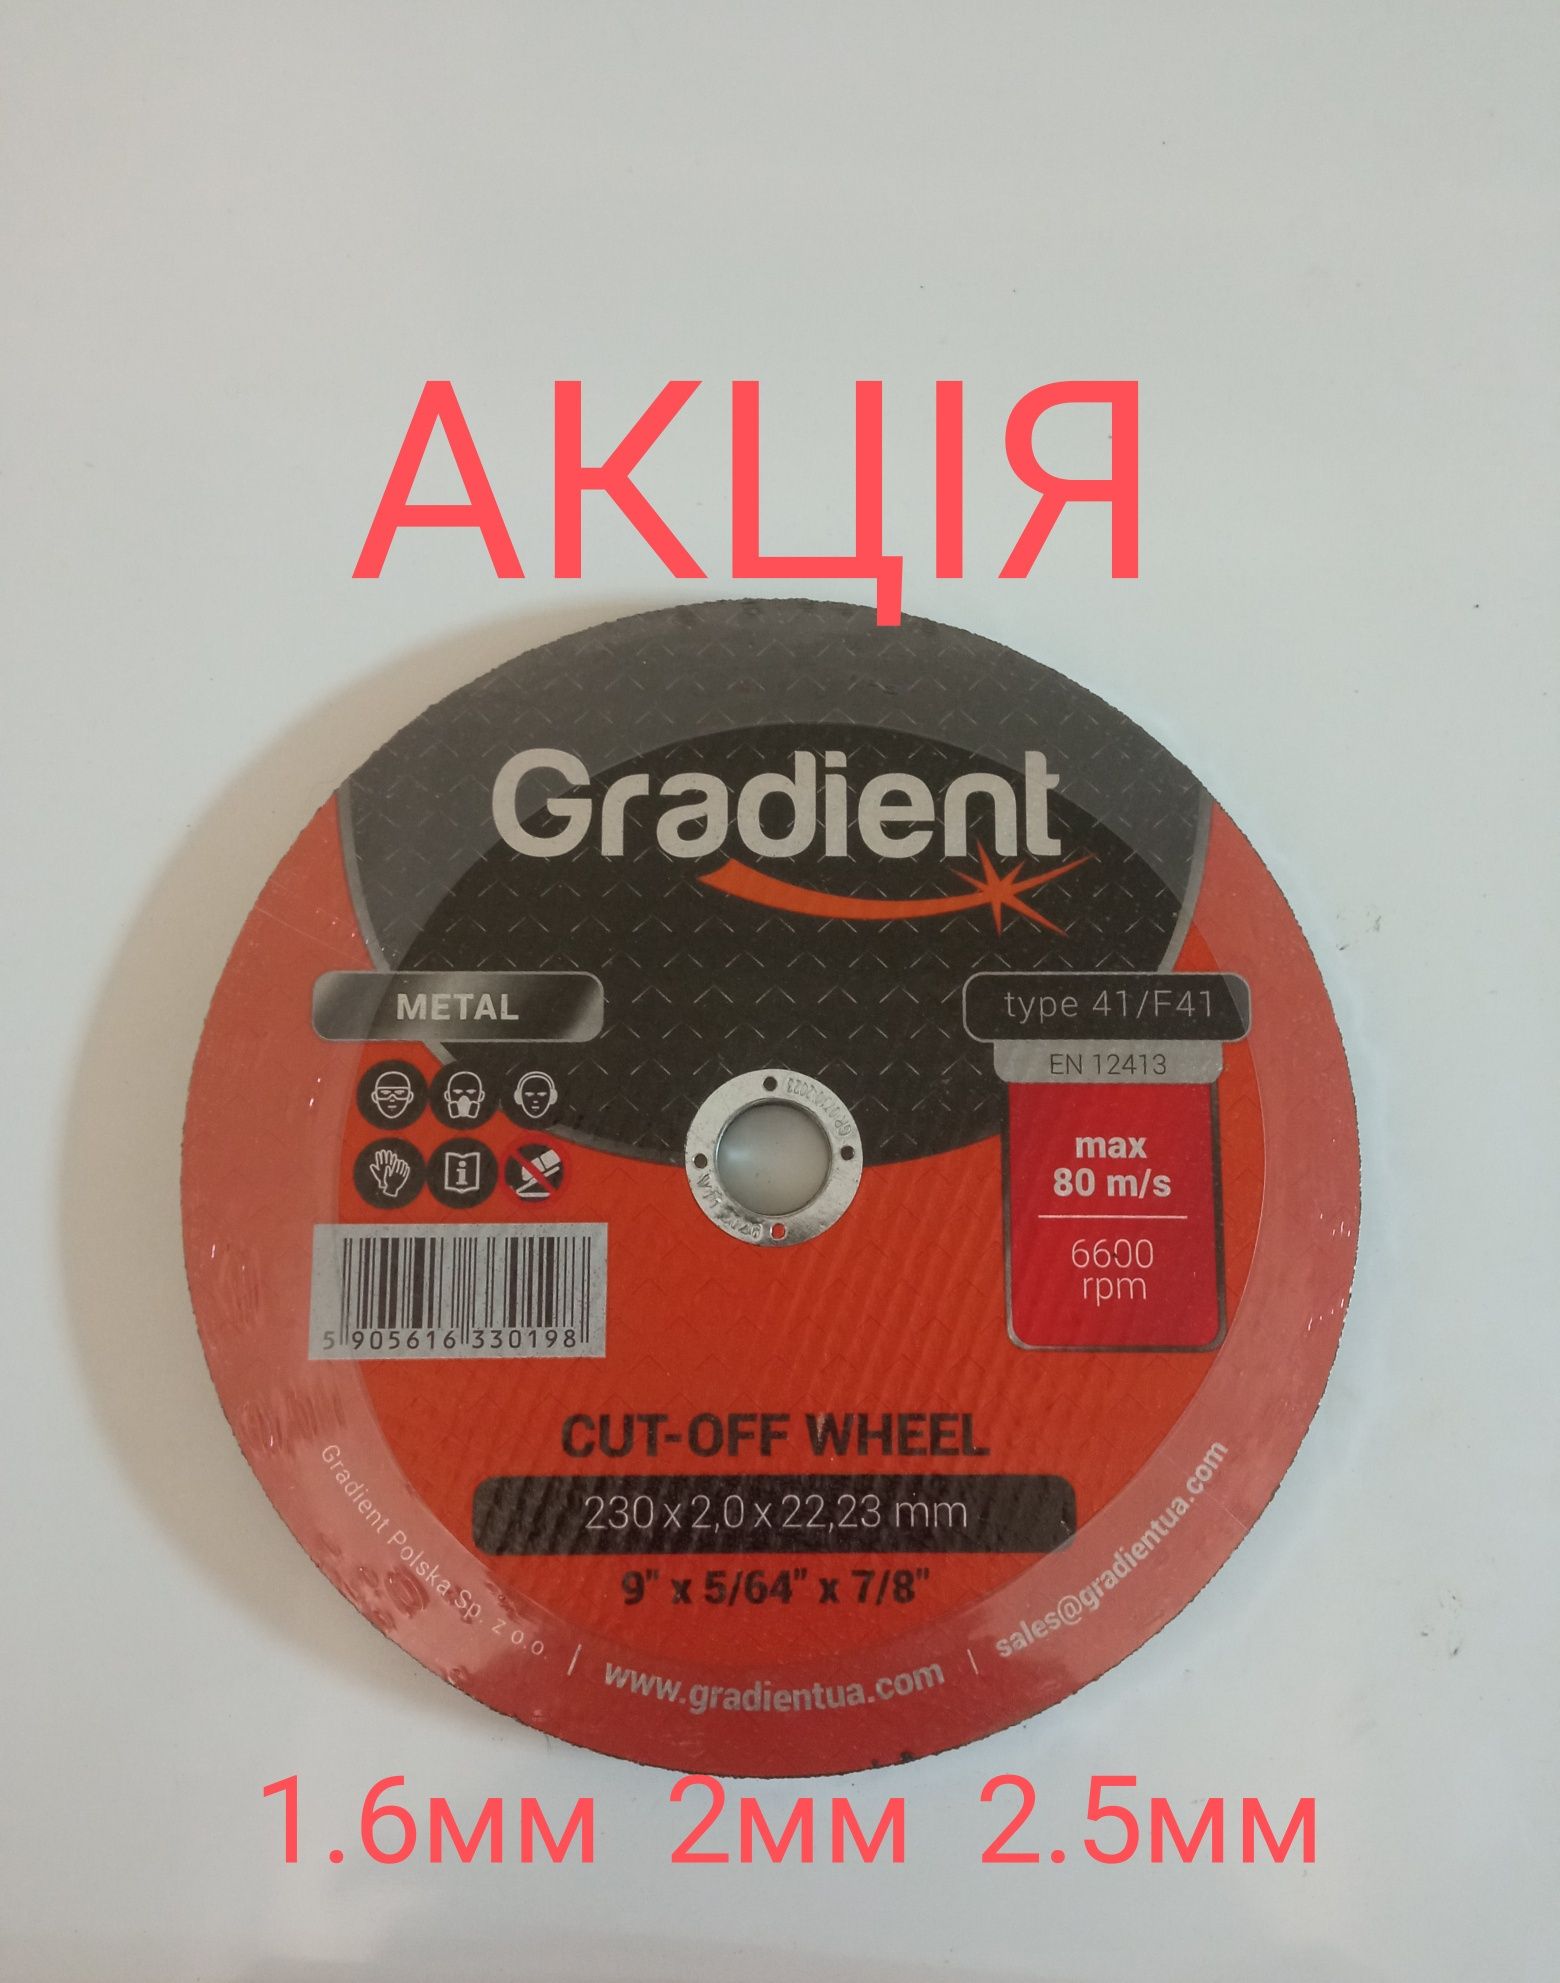 АКЦІЯ
Gradient
METAL
type 41/F41
EN 12413
max
80 m/s
6600
rpm
5 905616 330198
CUT-OFF WHEEL
230 x 2,0 x 22,23 mm
9" x 5/64" x 7/8"
Gradient Polska Sp. z o.o. | www.gradientua.com | sales@gradientua.com
1.6мм 2мм 2.5мм